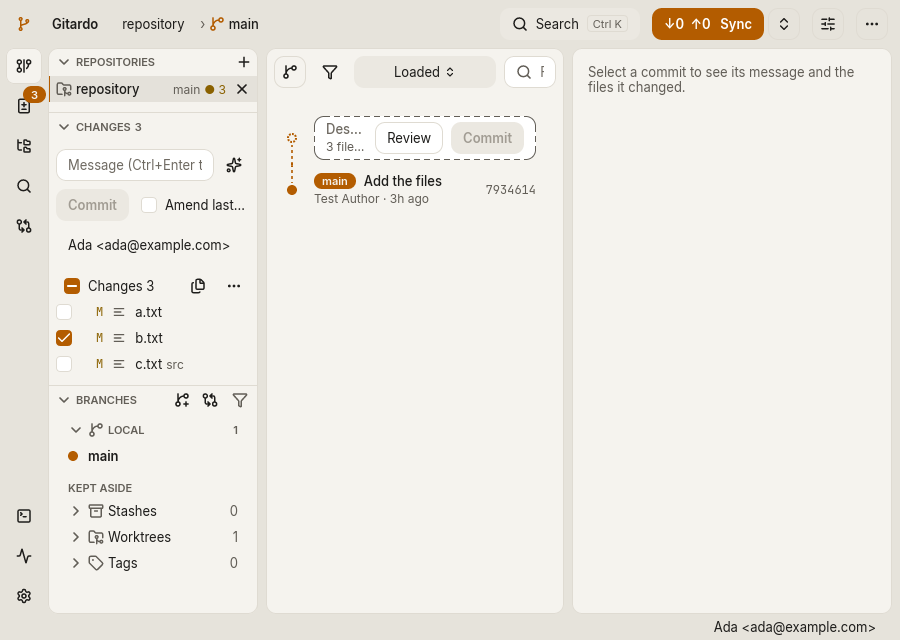 Gitardo
repository
main
Search Ctrl K
↓0 ↑0 Sync
REPOSITORIES
repository main 3
3
CHANGES 3
Message (Ctrl+Enter t
Commit
Amend last...
Ada <ada@example.com>
Changes 3
M a.txt
M b.txt
M c.txt src
BRANCHES
LOCAL 1
main
KEPT ASIDE
Stashes 0
Worktrees 1
Tags 0
Loaded
Des...
3 file...
Review
Commit
main Add the files
Test Author · 3h ago
7934614
Select a commit to see its message and the
files it changed.
Ada <ada@example.com>